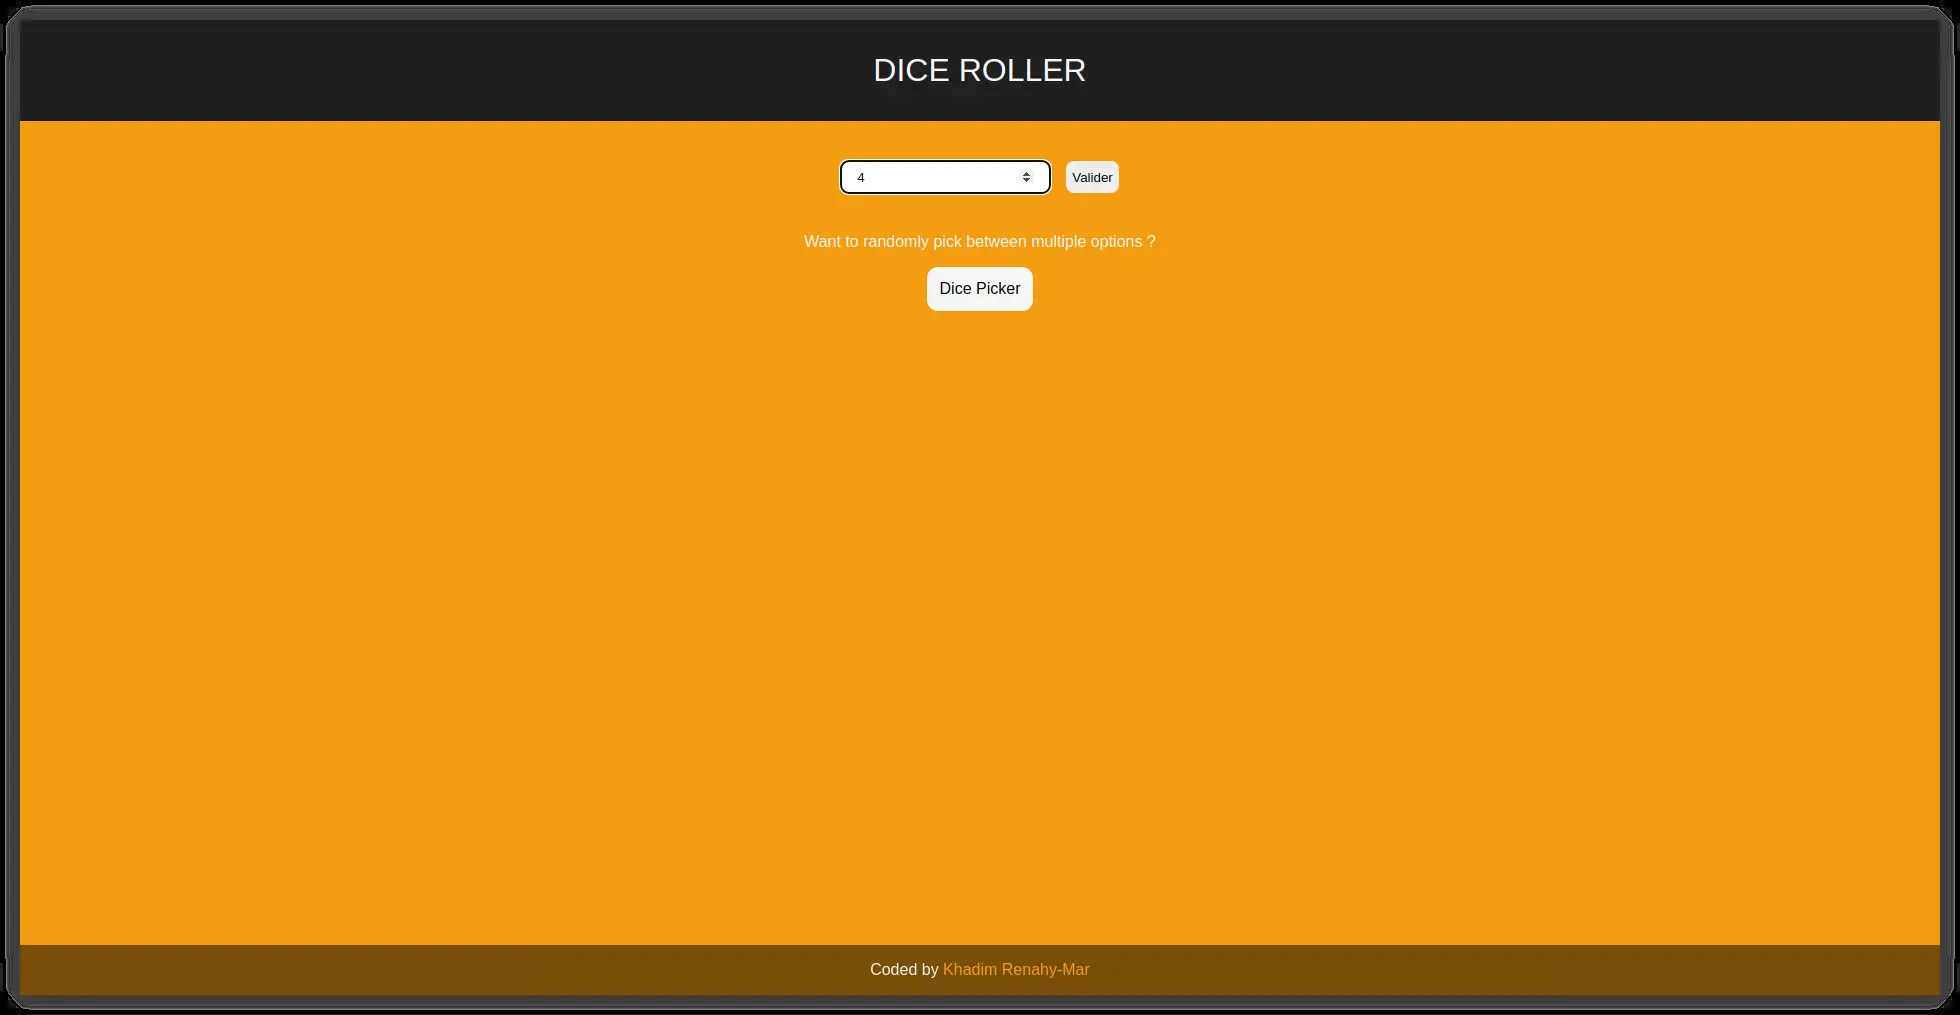 DICE ROLLER
4
Valider
Want to randomly pick between multiple options ?
Dice Picker
Coded by Khadim Renahy-Mar